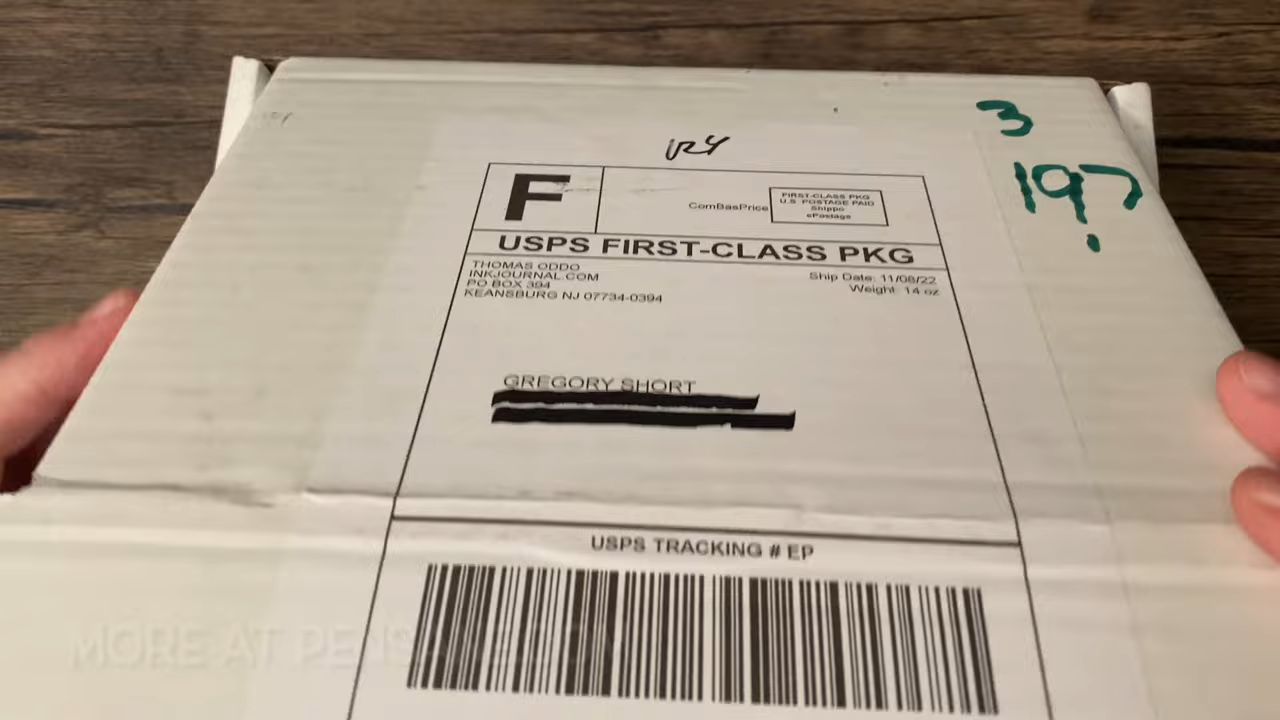 3
197
F
ComBasPrice
FIRST-CLASS PKG
U.S. POSTAGE PAID
Shippo
ePostage
USPS FIRST-CLASS PKG
THOMAS ODDO
INKJOURNAL.COM
PO BOX 394
KEANSBURG NJ 07734-0394
Ship Date: 11/08/22
Weight: 14 oz
GREGORY SHORT
USPS TRACKING # EP
MORE AT